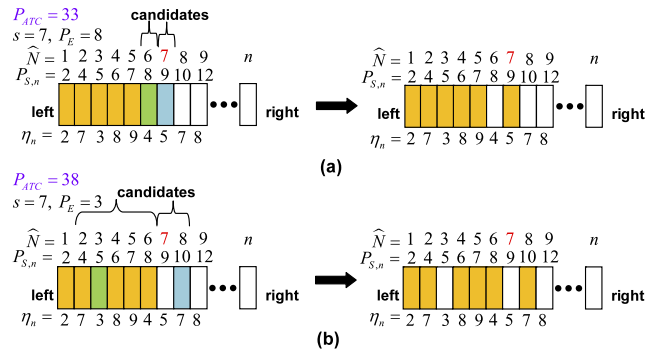 P_ATC = 33
candidates
s = 7, P_E = 8
N̂ = 1 2 3 4 5 6 7 8 9 n
P_S,n = 2 4 5 6 7 8 9 10 12
left right
η_n = 2 7 3 8 9 4 5 7 8
N̂ = 1 2 3 4 5 6 7 8 9 n
P_S,n = 2 4 5 6 7 8 9 10 12
left right
η_n = 2 7 3 8 9 4 5 7 8
(a)
P_ATC = 38
candidates
s = 7, P_E = 3
N̂ = 1 2 3 4 5 6 7 8 9 n
P_S,n = 2 4 5 6 7 8 9 10 12
left right
η_n = 2 7 3 8 9 4 5 7 8
N̂ = 1 2 3 4 5 6 7 8 9 n
P_S,n = 2 4 5 6 7 8 9 10 12
left right
η_n = 2 7 3 8 9 4 5 7 8
(b)